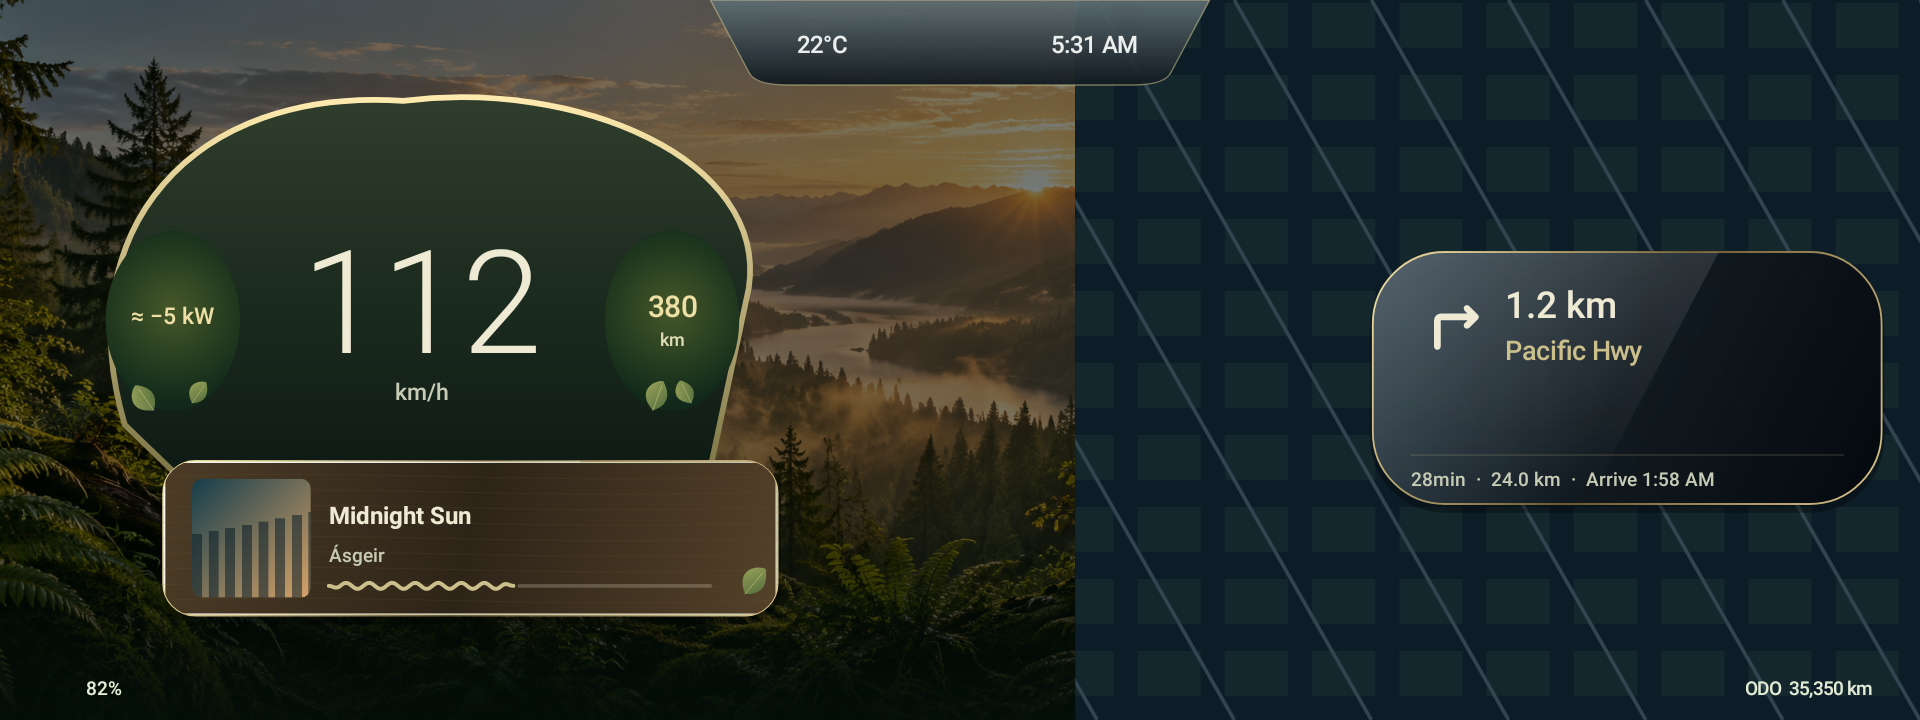 22°C
5:31 AM
≈ −5 kW
112
km/h
380
km
1.2 km
Pacific Hwy
28min · 24.0 km · Arrive 1:58 AM
Midnight Sun
Ásgeir
82%
ODO 35,350 km